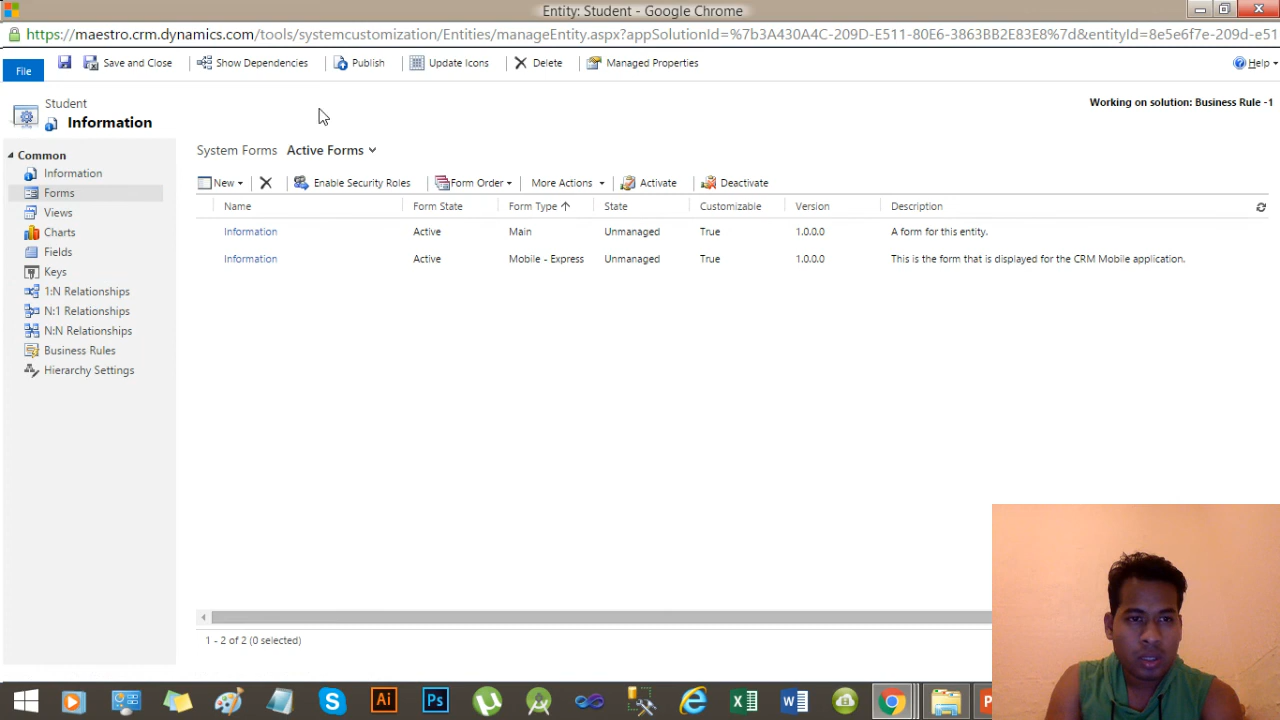 Entity: Student - Google Chrome
https://maestro.crm.dynamics.com/tools/systemcustomization/Entities/manageEntity.aspx?appSolutionId=%7b3A430A4C-209D-E511-80E6-3863BB2E83E8%7d&entityId=8e5e6f7e-209d-e51
File
Save and Close
Show Dependencies
Publish
Update Icons
Delete
Managed Properties
Help
Student
Information
Working on solution: Business Rule -1
Common
Information
Forms
Views
Charts
Fields
Keys
1:N Relationships
N:1 Relationships
N:N Relationships
Business Rules
Hierarchy Settings
System Forms Active Forms
New Enable Security Roles Form Order More Actions Activate Deactivate
Name Form State Form Type State Customizable Version Description
Information Active Main Unmanaged True 1.0.0.0 A form for this entity.
Information Active Mobile - Express Unmanaged True 1.0.0.0 This is the form that is displayed for the CRM Mobile application.
1 - 2 of 2 (0 selected)
Ai Ps